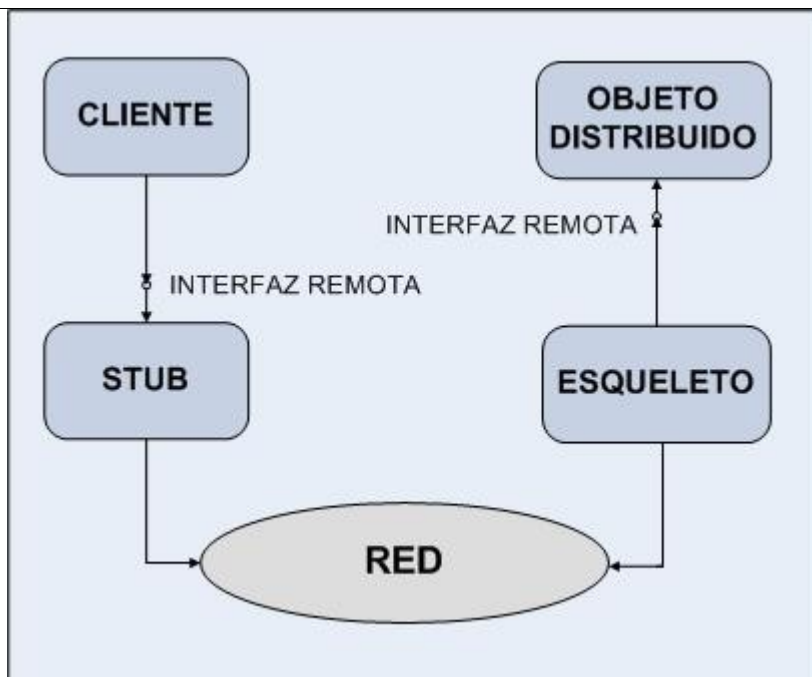 CLIENTE
OBJETO
DISTRIBUIDO
INTERFAZ REMOTA
INTERFAZ REMOTA
STUB
ESQUELETO
RED